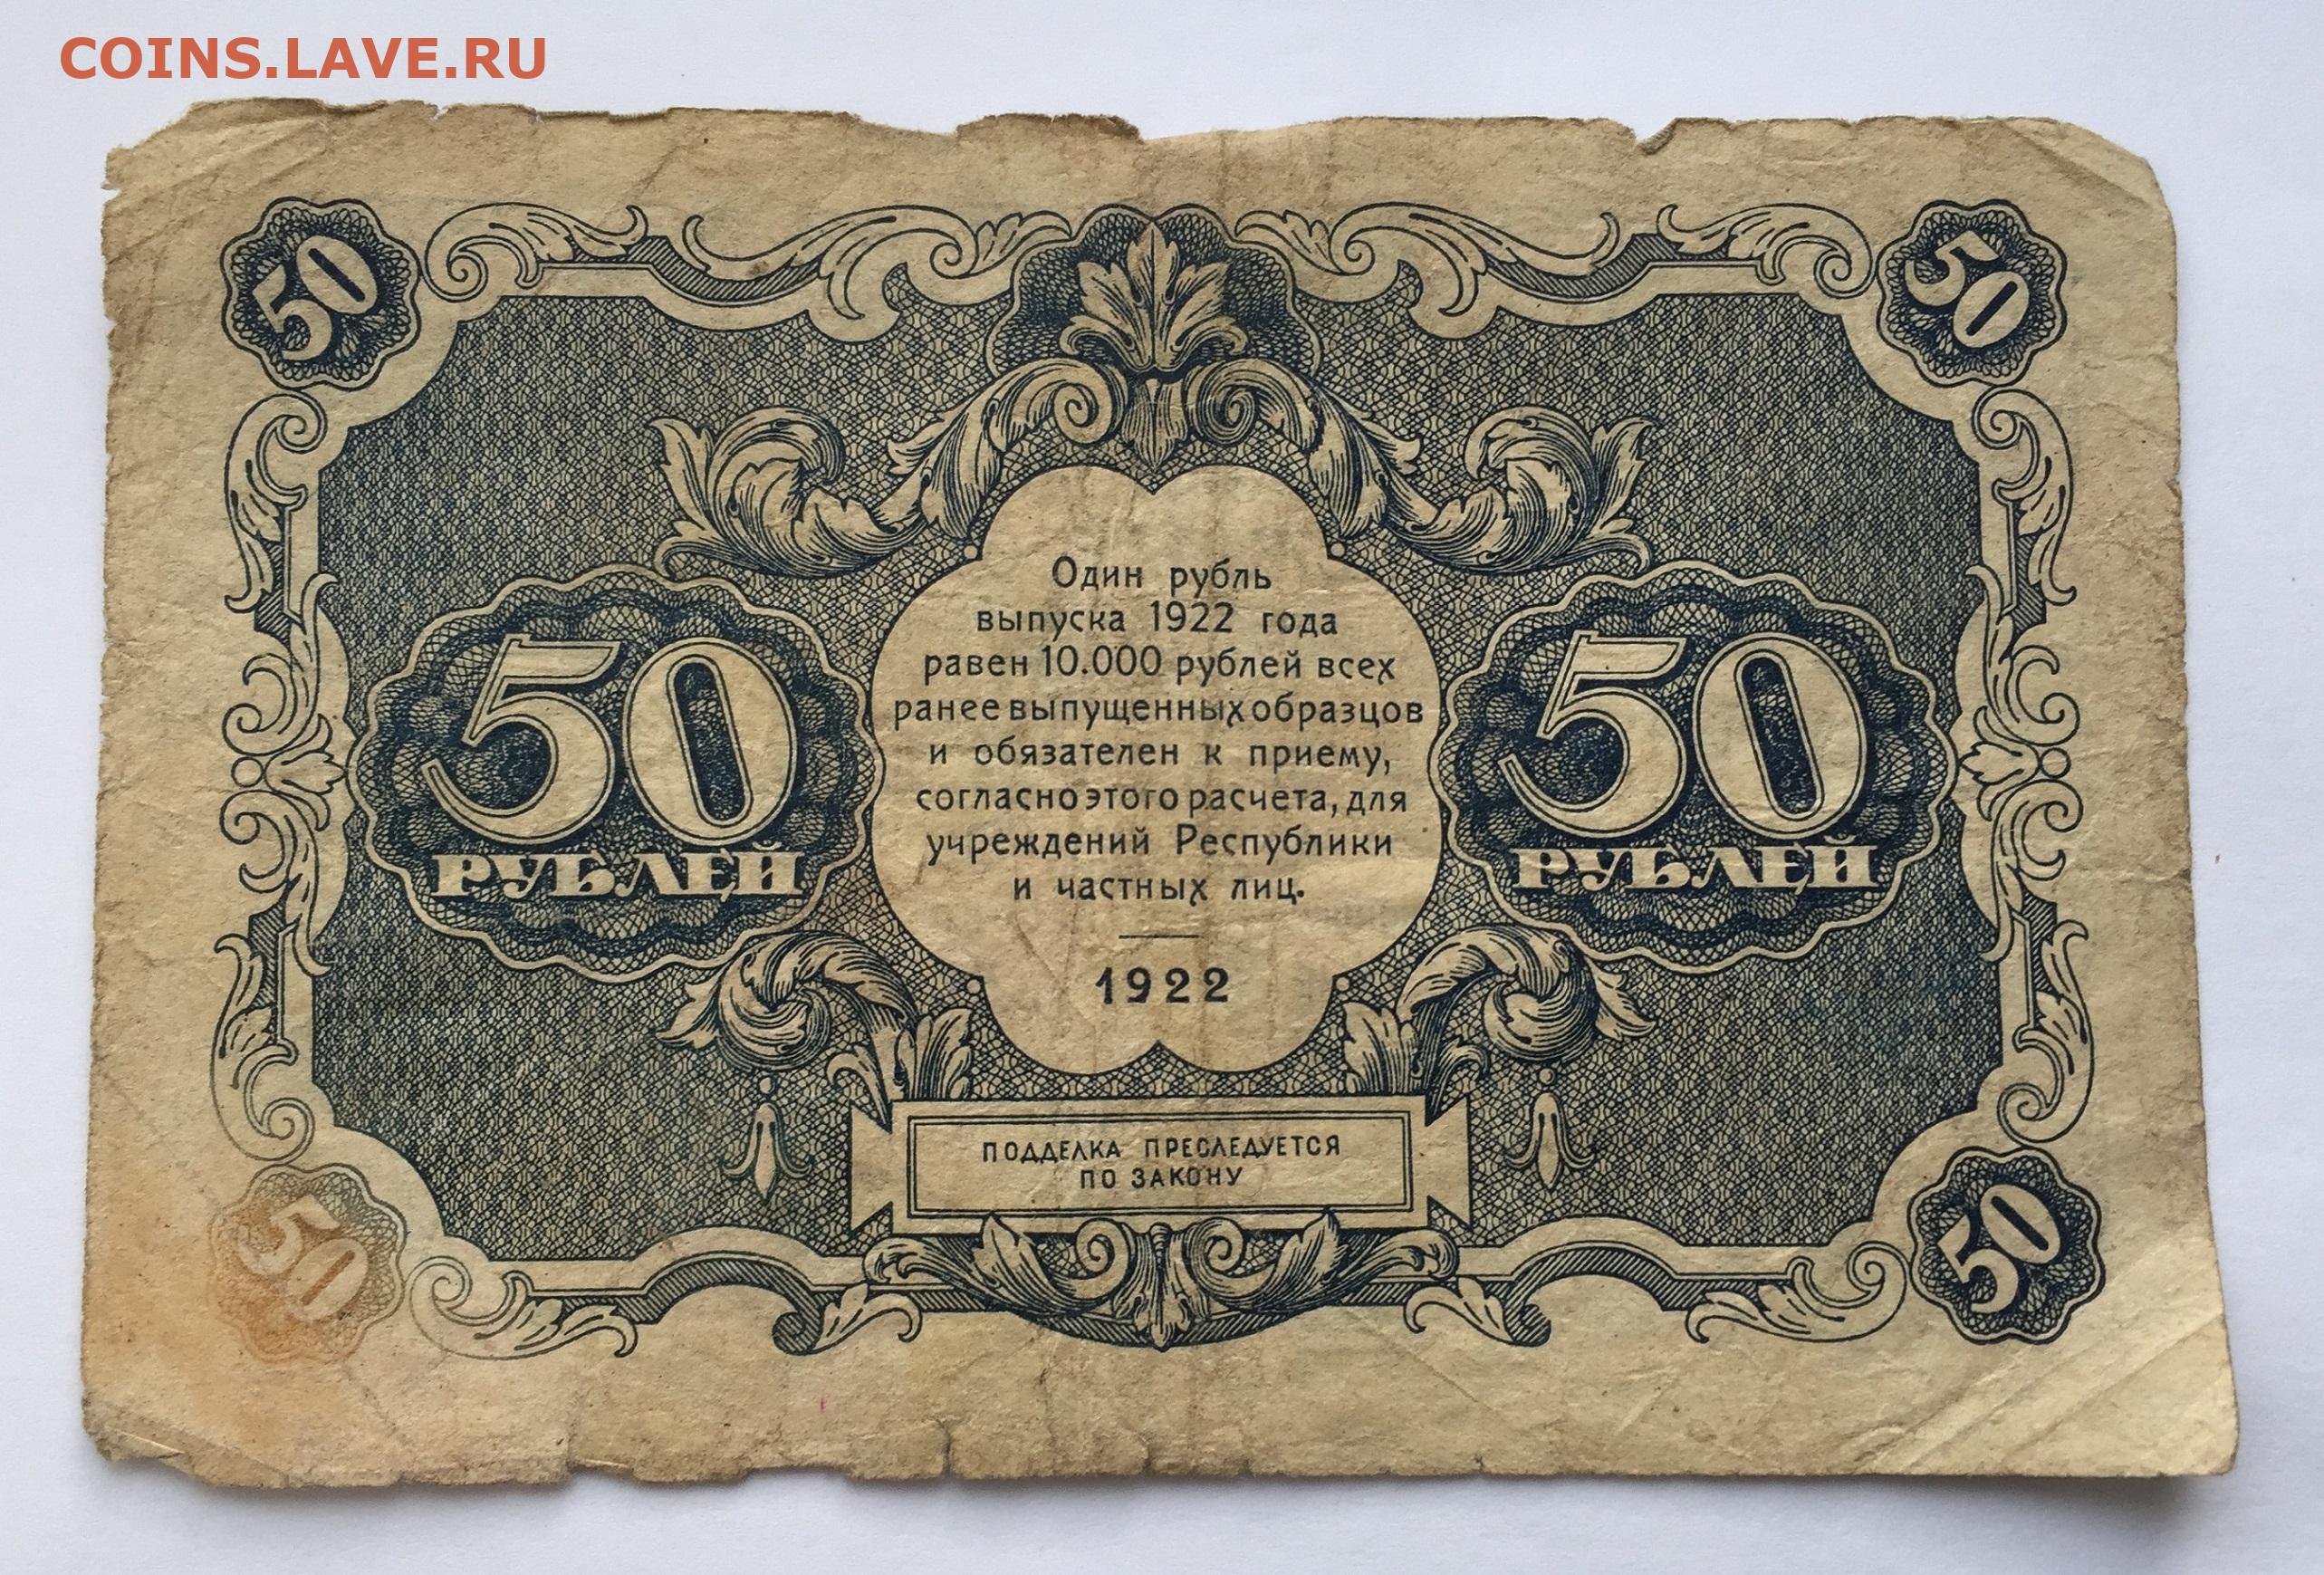 COINS.LAVE.RU
50
50
Один рубль
выпуска 1922 года
равен 10.000 рублей всех
ранее выпущенных образцов
и обязателен к приему,
согласно этого расчета, для
учреждений Республики
и частных лиц.
1922
50
РУБЛЕЙ
50
РУБЛЕЙ
ПОДДЕЛКА ПРЕСЛЕДУЕТСЯ
ПО ЗАКОНУ
50
50